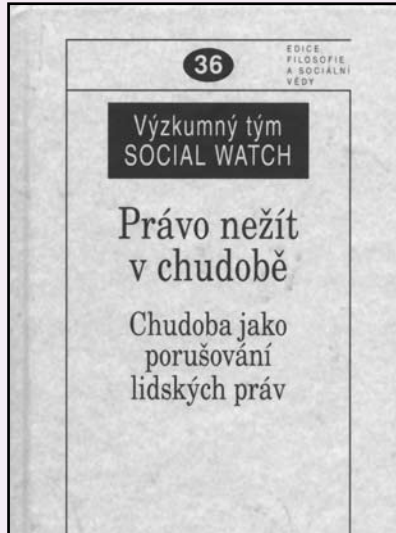 36
EDICE
FILOSOFIE
A SOCIÁLNÍ
VĚDY
Výzkumný tým
SOCIAL WATCH
Právo nežít
v chudobě
Chudoba jako
porušování
lidských práv